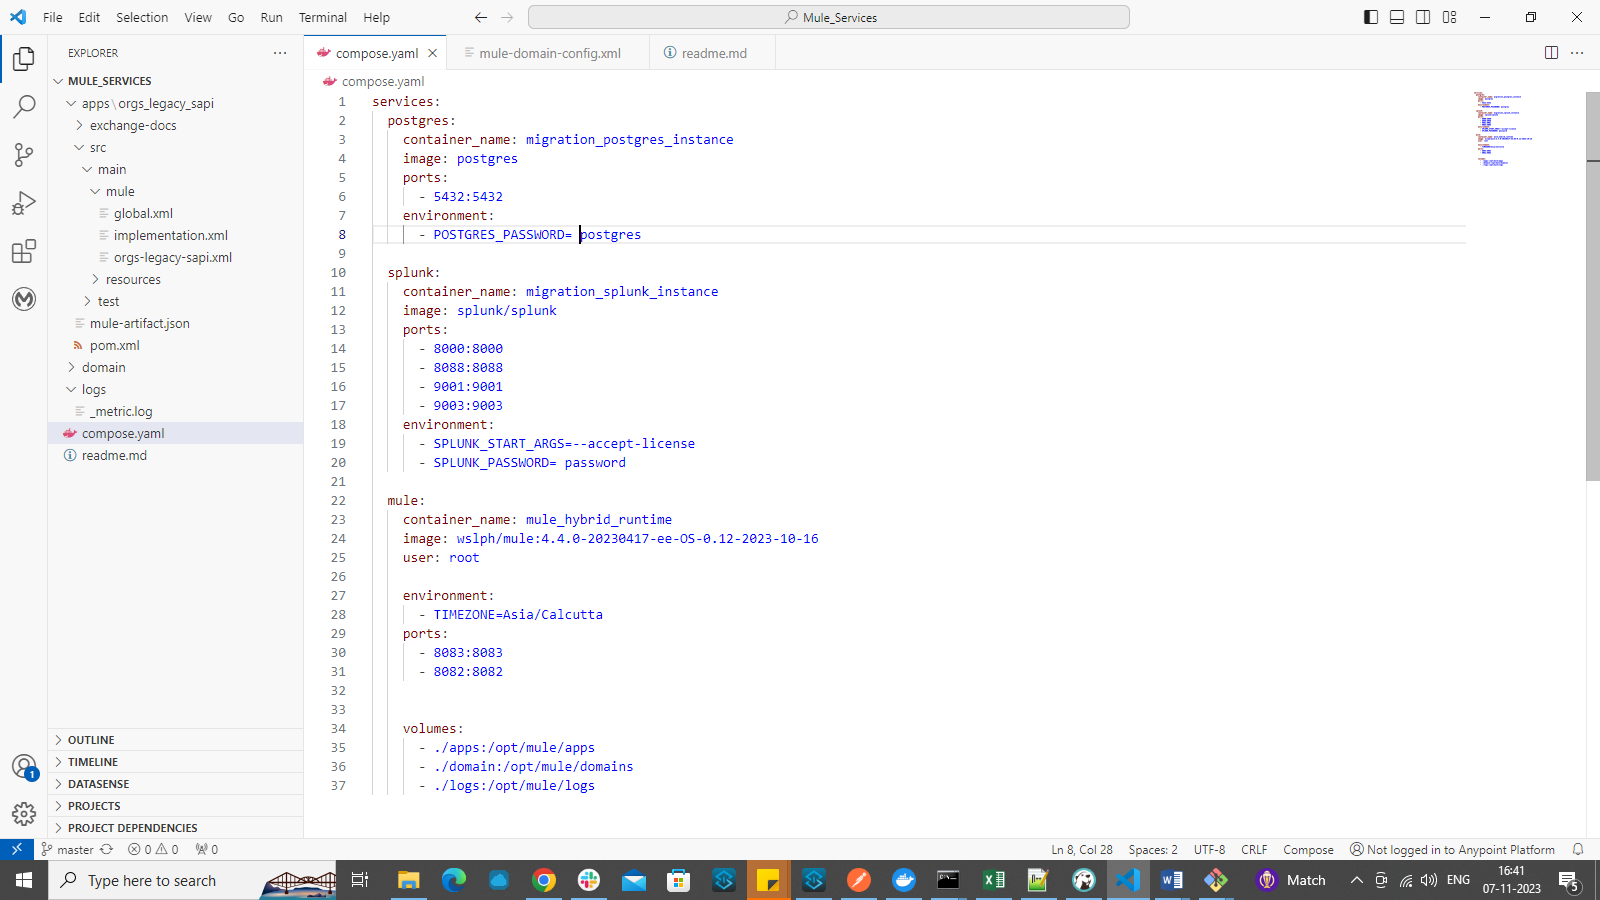 File Edit Selection View Go Run Terminal Help
Mule_Services
EXPLORER
MULE_SERVICES
apps\orgs_legacy_sapi
exchange-docs
src
main
mule
global.xml
implementation.xml
orgs-legacy-sapi.xml
resources
test
mule-artifact.json
pom.xml
domain
logs
_metric.log
compose.yaml
readme.md
OUTLINE
TIMELINE
DATASENSE
PROJECTS
PROJECT DEPENDENCIES
compose.yaml mule-domain-config.xml readme.md
compose.yaml
1 services:
2 postgres:
3 container_name: migration_postgres_instance
4 image: postgres
5 ports:
6 - 5432:5432
7 environment:
8 - POSTGRES_PASSWORD= postgres
9
10 splunk:
11 container_name: migration_splunk_instance
12 image: splunk/splunk
13 ports:
14 - 8000:8000
15 - 8088:8088
16 - 9001:9001
17 - 9003:9003
18 environment:
19 - SPLUNK_START_ARGS=--accept-license
20 - SPLUNK_PASSWORD= password
21
22 mule:
23 container_name: mule_hybrid_runtime
24 image: wslph/mule:4.4.0-20230417-ee-OS-0.12-2023-10-16
25 user: root
26
27 environment:
28 - TIMEZONE=Asia/Calcutta
29 ports:
30 - 8083:8083
31 - 8082:8082
32
33
34 volumes:
35 - ./apps:/opt/mule/apps
36 - ./domain:/opt/mule/domains
37 - ./logs:/opt/mule/logs
1
master 0 0 0 Ln 8, Col 28 Spaces: 2 UTF-8 CRLF Compose Not logged in to Anypoint Platform
Type here to search Match ENG 16:41
07-11-2023 5